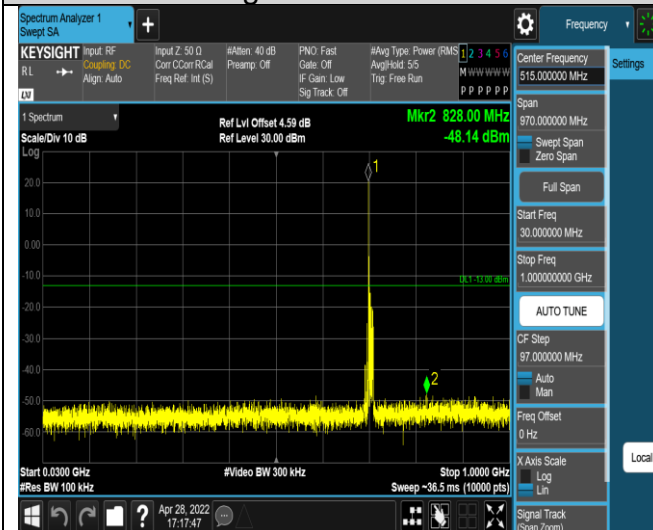 Spectrum Analyzer 1
Swept SA
+
Frequency
KEYSIGHT
RL
LXI
Input: RF
Coupling: DC
Align: Auto
Input Z: 50 Ω
Corr CCorr RCal
Freq Ref: Int (S)
#Atten: 40 dB
Preamp: Off
PNO: Fast
Gate: Off
IF Gain: Low
Sig Track: Off
#Avg Type: Power (RMS
Avg|Hold: 5/5
Trig: Free Run
1 2 3 4 5 6
M W W W W W
P P P P P P
1 Spectrum
Scale/Div 10 dB
Log
Ref Lvl Offset 4.59 dB
Ref Level 30.00 dBm
Mkr2 828.00 MHz
-48.14 dBm
1
20.0
10.0
0.00
-10.0
DL1 -13.00 dBm
-20.0
-30.0
-40.0
2
-50.0
-60.0
Start 0.0300 GHz
#Res BW 100 kHz
#Video BW 300 kHz
Stop 1.0000 GHz
Sweep ~36.5 ms (10000 pts)
Apr 28, 2022
17:17:47
Center Frequency
515.000000 MHz
Settings
Span
970.000000 MHz
Swept Span
Zero Span
Full Span
Start Freq
30.000000 MHz
Stop Freq
1.000000000 GHz
AUTO TUNE
CF Step
97.000000 MHz
Auto
Man
Freq Offset
0 Hz
X Axis Scale
Log
Lin
Local
Signal Track
(Span Zoom)